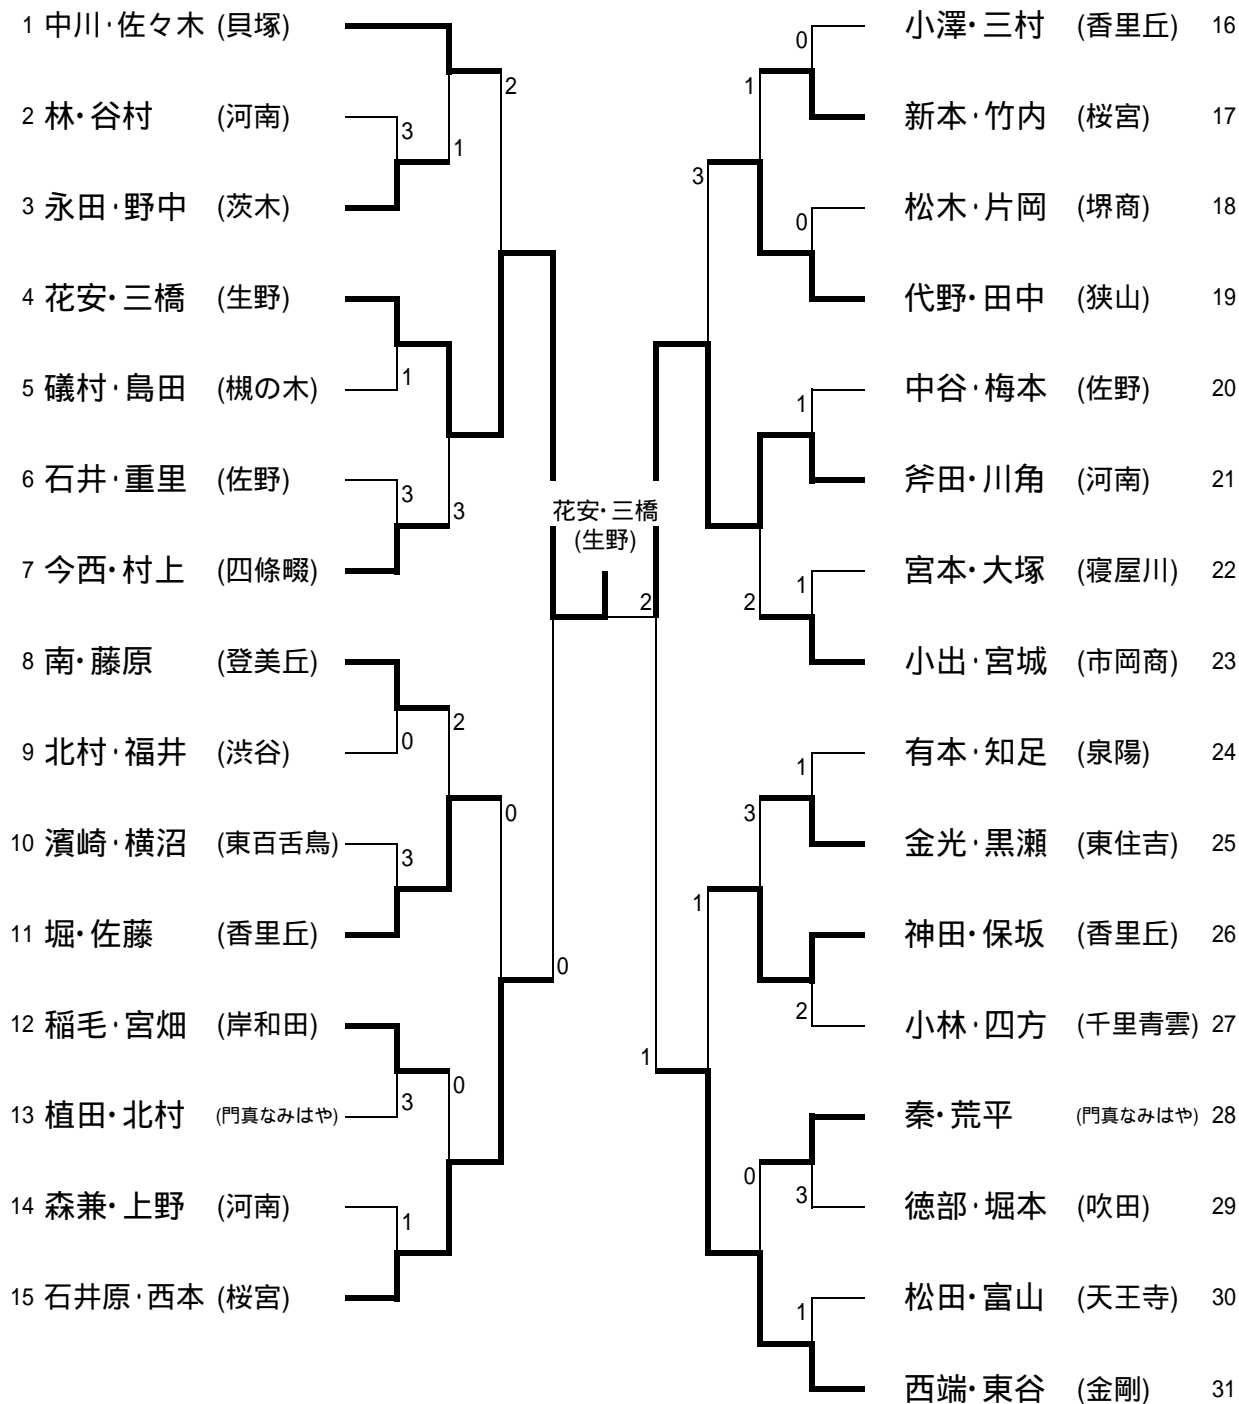 1 中川・佐々木 (貝塚)
2 林・谷村 (河南)
3 永田・野中 (茨木)
4 花安・三橋 (生野)
5 礒村・島田 (槻の木)
6 石井・重里 (佐野)
7 今西・村上 (四條畷)
8 南・藤原 (登美丘)
9 北村・福井 (渋谷)
10 濱崎・横沼 (東百舌鳥)
11 堀・佐藤 (香里丘)
12 稲毛・宮畑 (岸和田)
13 植田・北村 (門真なみはや)
14 森兼・上野 (河南)
15 石井原・西本 (桜宮)
2
3
1
1
3
3
2
0
3
0
0
3
0
1
花安・三橋
(生野)
2
0
1
0
3
0
1
1
2
1
3
1
2
1
0
3
1
小澤・三村 (香里丘) 16
新本・竹内 (桜宮) 17
松木・片岡 (堺商) 18
代野・田中 (狭山) 19
中谷・梅本 (佐野) 20
斧田・川角 (河南) 21
宮本・大塚 (寝屋川) 22
小出・宮城 (市岡商) 23
有本・知足 (泉陽) 24
金光・黒瀬 (東住吉) 25
神田・保坂 (香里丘) 26
小林・四方 (千里青雲) 27
秦・荒平 (門真なみはや) 28
徳部・堀本 (吹田) 29
松田・富山 (天王寺) 30
西端・東谷 (金剛) 31